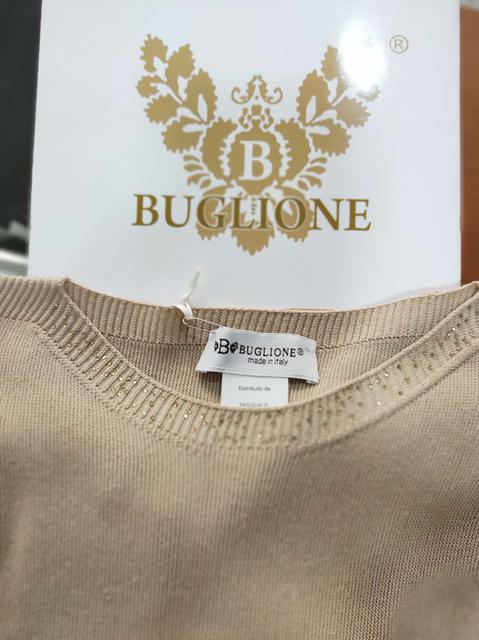 ®
B
BUGLIONE
B BUGLIONE®
made in Italy
Distribuito da